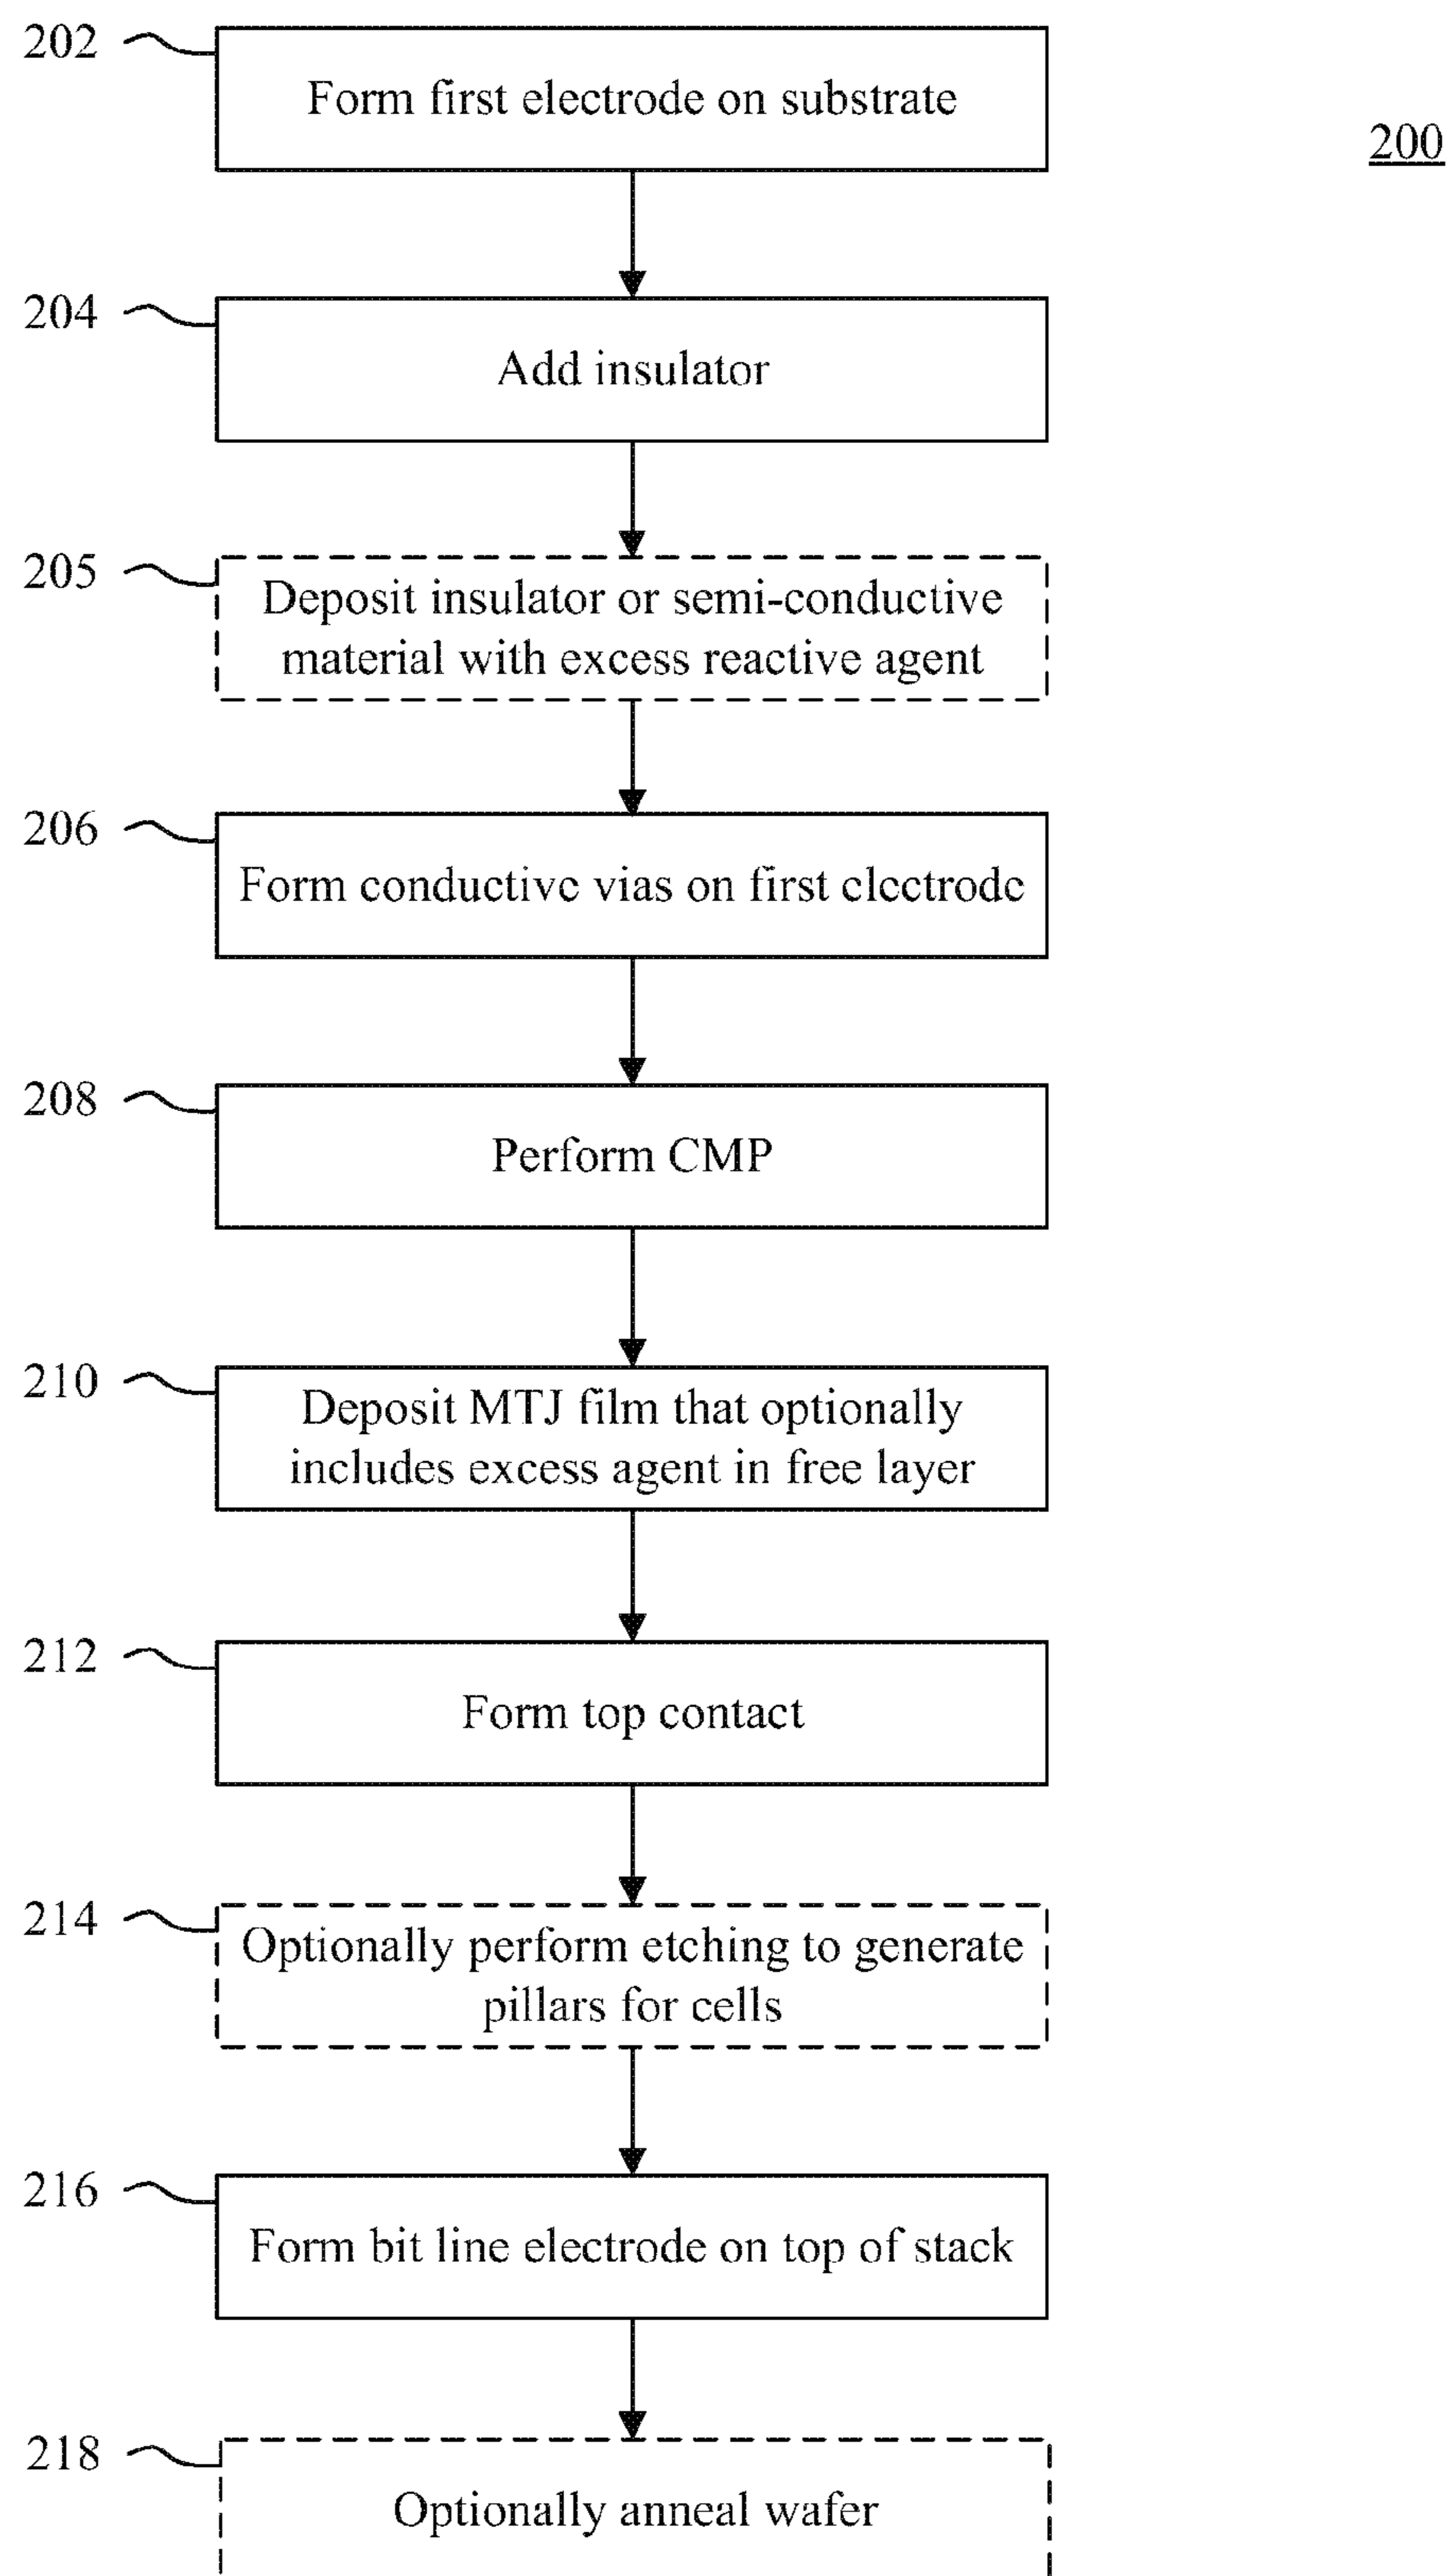 202
Form first electrode on substrate
200
204
Add insulator
205
Deposit insulator or semi-conductive
material with excess reactive agent
206
Form conductive vias on first electrode
208
Perform CMP
210
Deposit MTJ film that optionally
includes excess agent in free layer
212
Form top contact
214
Optionally perform etching to generate
pillars for cells
216
Form bit line electrode on top of stack
218
Optionally anneal wafer